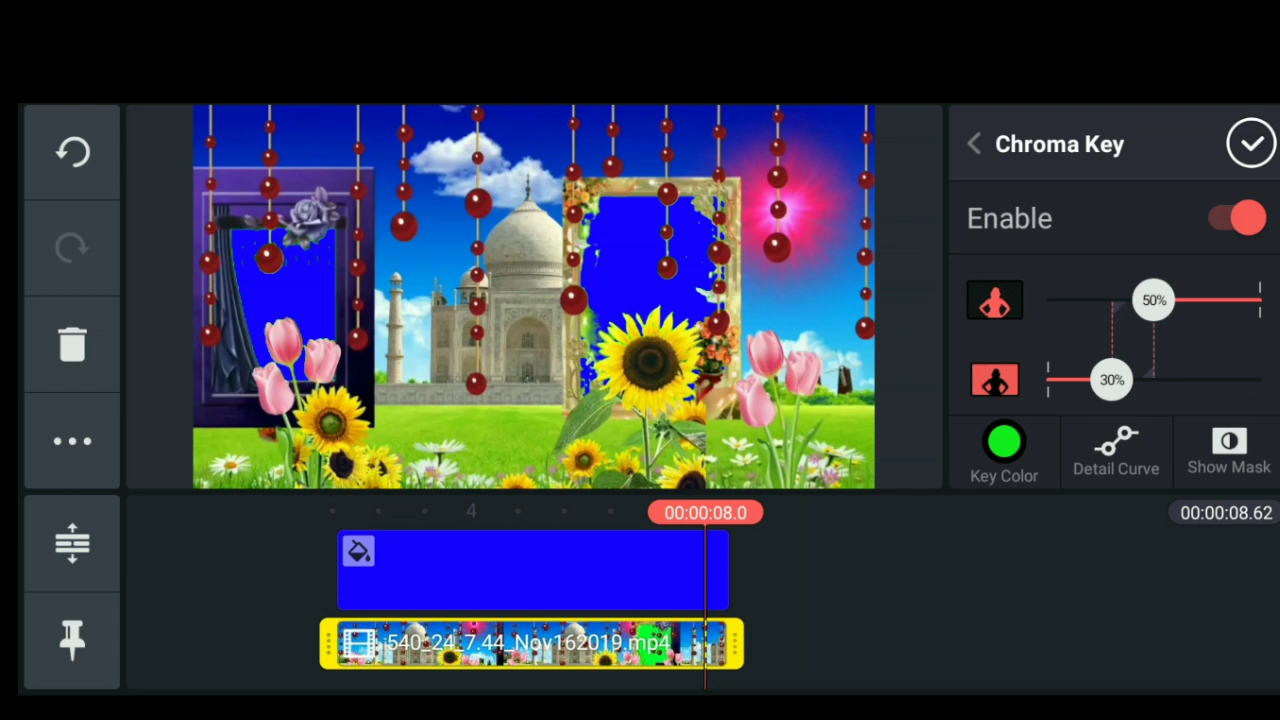 Chroma Key
Enable
50%
30%
Key Color
Detail Curve
Show Mask
4
00:00:08.0
00:00:08.62
540_24_7.44_Nov162019.mp4